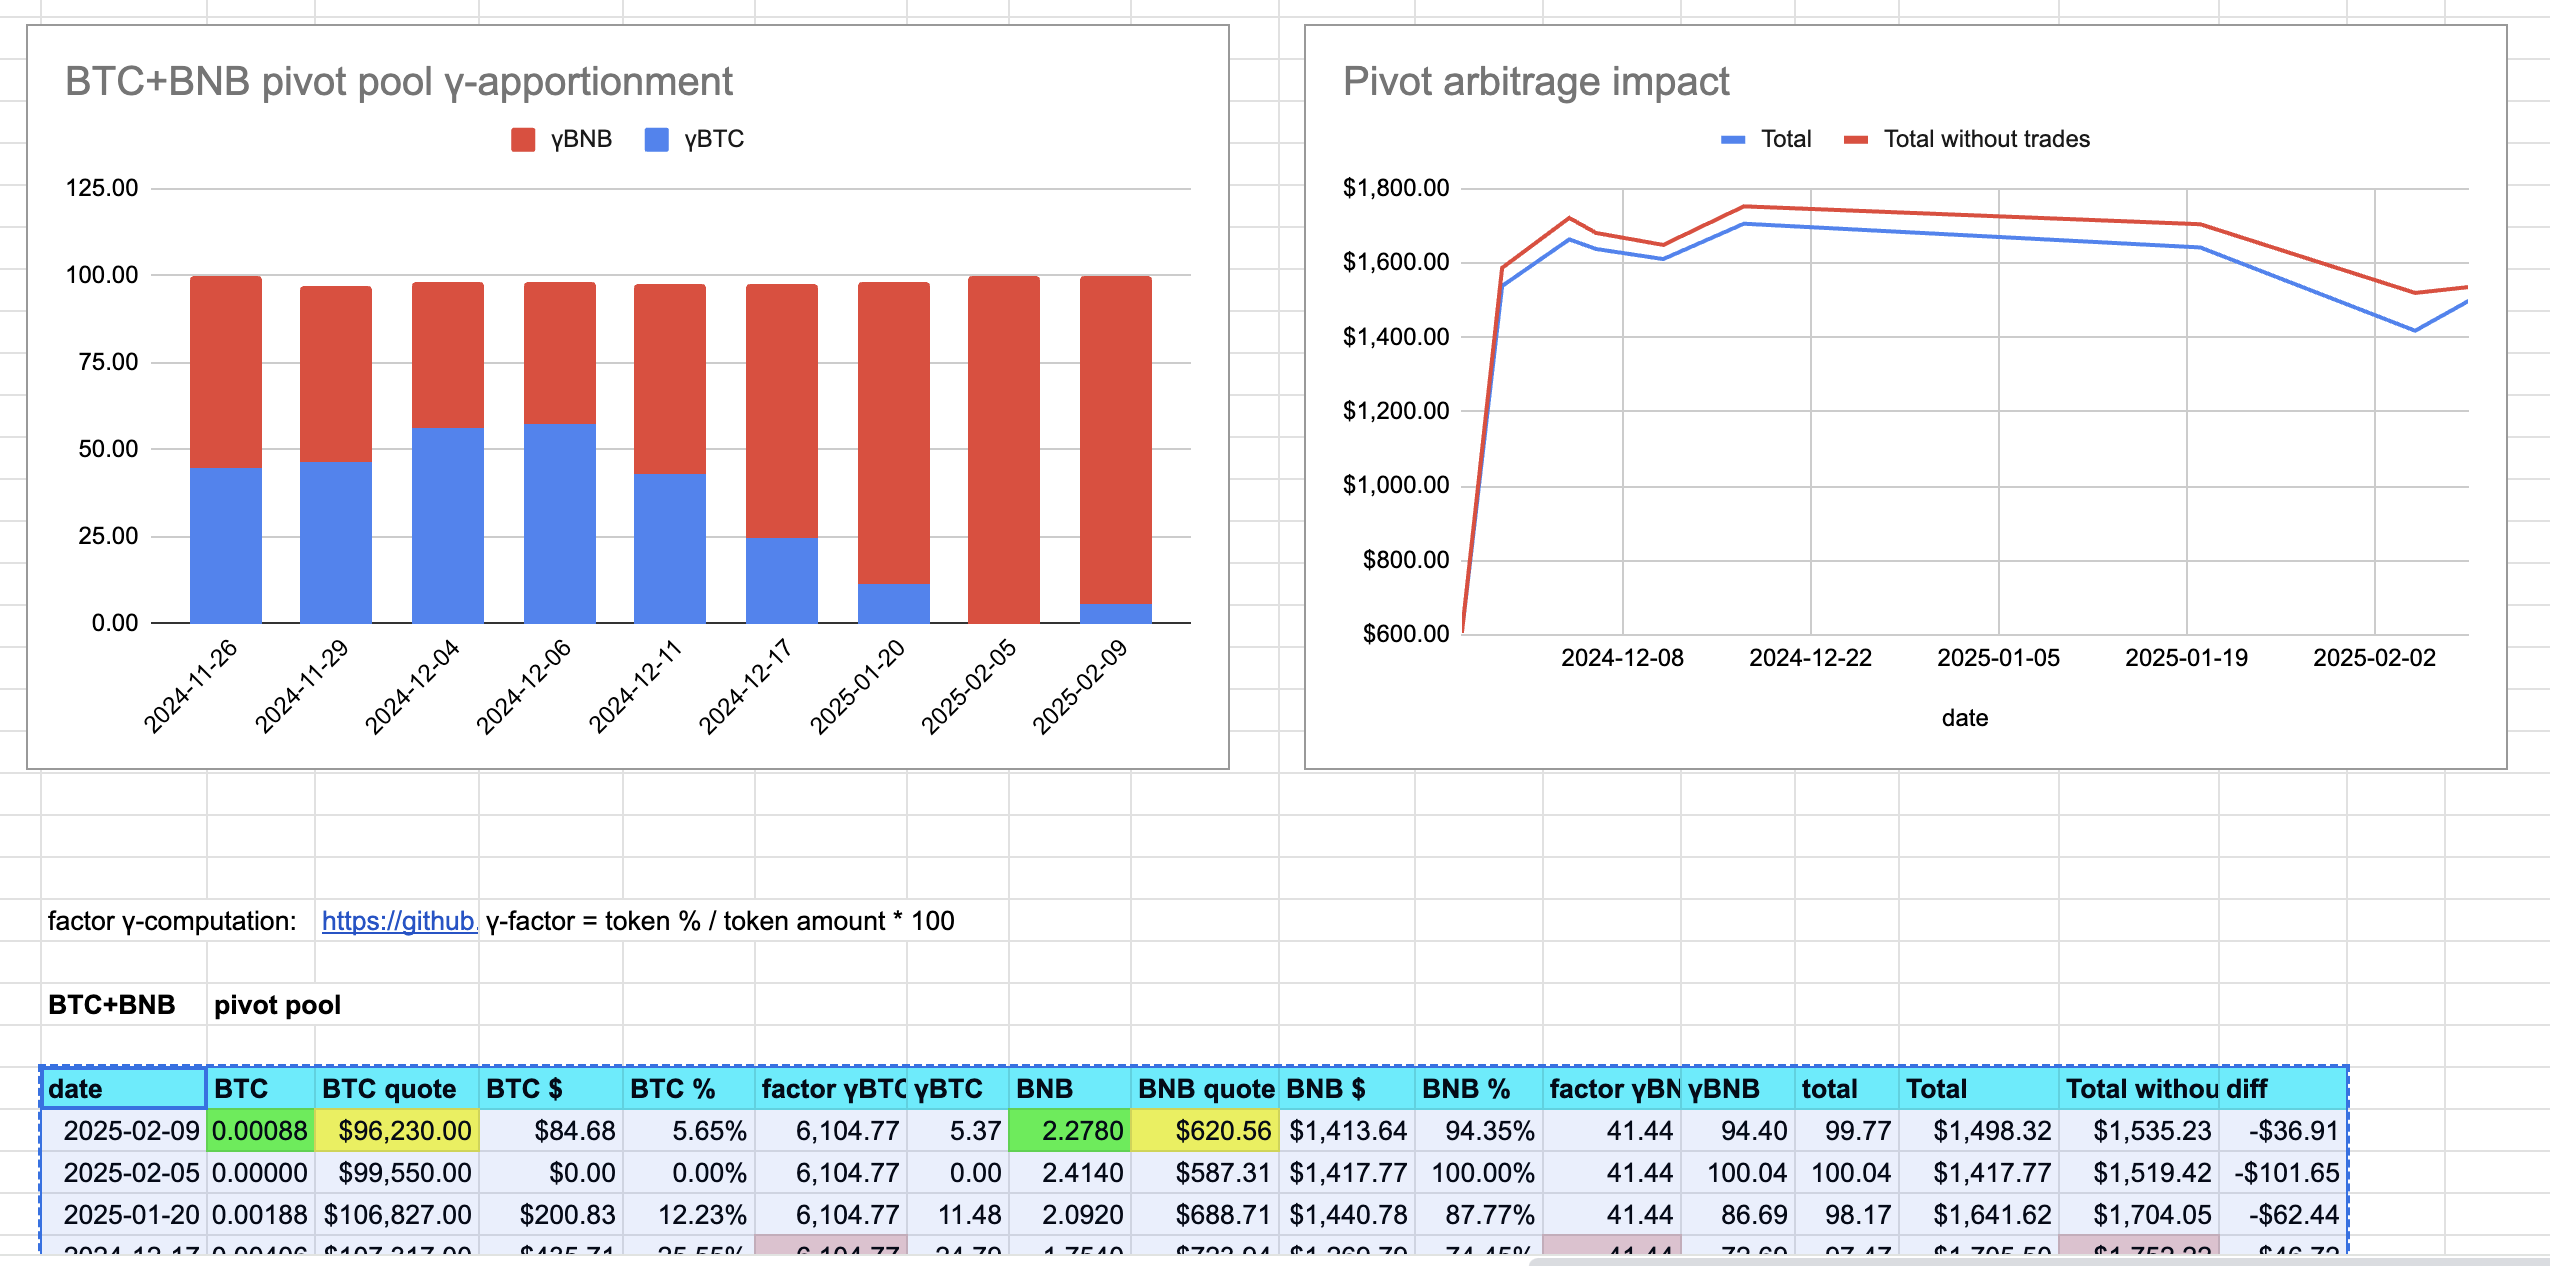 BTC+BNB pivot pool γ-apportionment
γBNB γBTC
125.00
100.00
75.00
50.00
25.00
0.00
2024-11-26 2024-11-29 2024-12-04 2024-12-06 2024-12-11 2024-12-17 2025-01-20 2025-02-05 2025-02-09
Pivot arbitrage impact
Total Total without trades
$1,800.00
$1,600.00
$1,400.00
$1,200.00
$1,000.00
$800.00
$600.00
2024-12-08 2024-12-22 2025-01-05 2025-01-19 2025-02-02
date
factor γ-computation: https://github. γ-factor = token % / token amount * 100
BTC+BNB pivot pool
date BTC BTC quote BTC $ BTC % factor γBTC γBTC BNB BNB quote BNB $ BNB % factor γBN γBNB total Total Total withou diff
2025-02-09 0.00088 $96,230.00 $84.68 5.65% 6,104.77 5.37 2.2780 $620.56 $1,413.64 94.35% 41.44 94.40 99.77 $1,498.32 $1,535.23 -$36.91
2025-02-05 0.00000 $99,550.00 $0.00 0.00% 6,104.77 0.00 2.4140 $587.31 $1,417.77 100.00% 41.44 100.04 100.04 $1,417.77 $1,519.42 -$101.65
2025-01-20 0.00188 $106,827.00 $200.83 12.23% 6,104.77 11.48 2.0920 $688.71 $1,440.78 87.77% 41.44 86.69 98.17 $1,641.62 $1,704.05 -$62.44